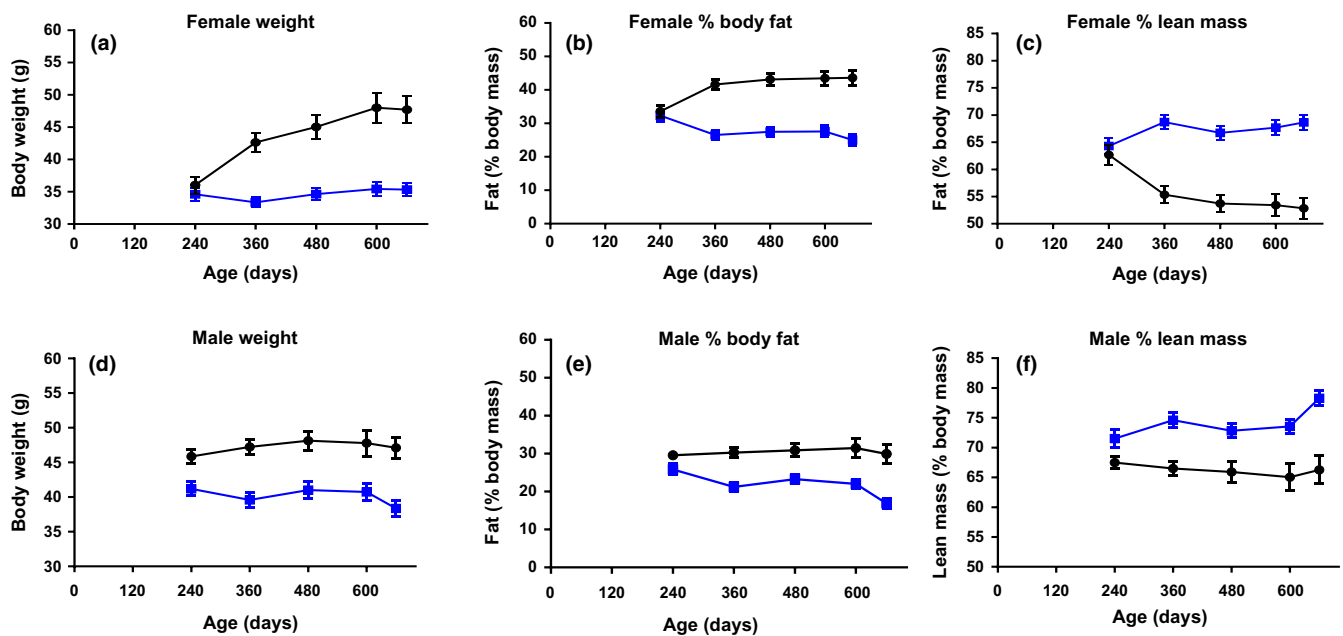 Female weight
(a)
Body weight (g)
60
55
50
45
40
35
30
0 120 240 360 480 600
Age (days)
Female % body fat
(b)
Fat (% body mass)
60
50
40
30
20
10
0
0 120 240 360 480 600
Age (days)
Female % lean mass
(c)
Fat (% body mass)
85
80
75
70
65
60
55
50
0 120 240 360 480 600
Age (days)
Male weight
(d)
Body weight (g)
60
55
50
45
40
35
30
0 120 240 360 480 600
Age (days)
Male % body fat
(e)
Fat (% body mass)
60
50
40
30
20
10
0
0 120 240 360 480 600
Age (days)
Male % lean mass
(f)
Lean mass (% body mass)
85
80
75
70
65
60
55
50
0 120 240 360 480 600
Age (days)